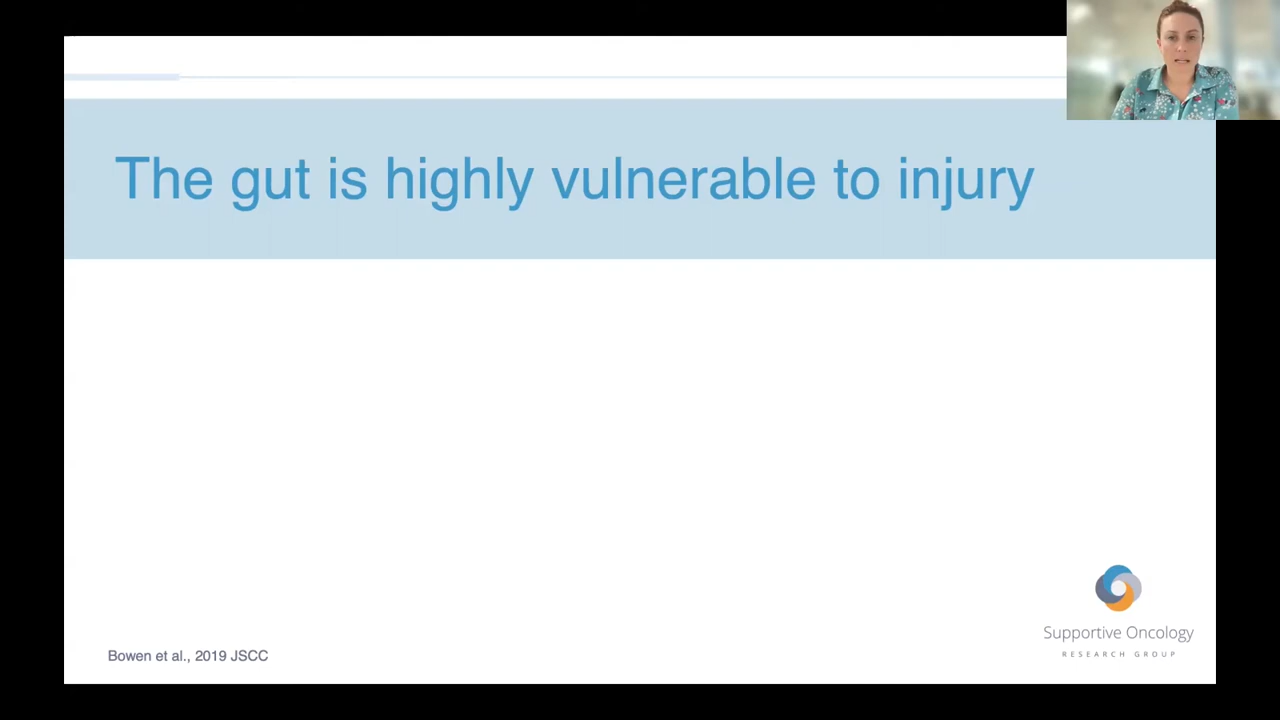 The gut is highly vulnerable to injury
Supportive Oncology
RESEARCH GROUP
Bowen et al., 2019 JSCC